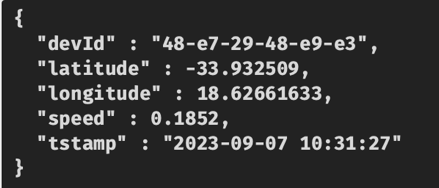 {
"devId" : "48-e7-29-48-e9-e3",
"latitude" : -33.932509,
"longitude" : 18.62661633,
"speed" : 0.1852,
"tstamp" : "2023-09-07 10:31:27"
}